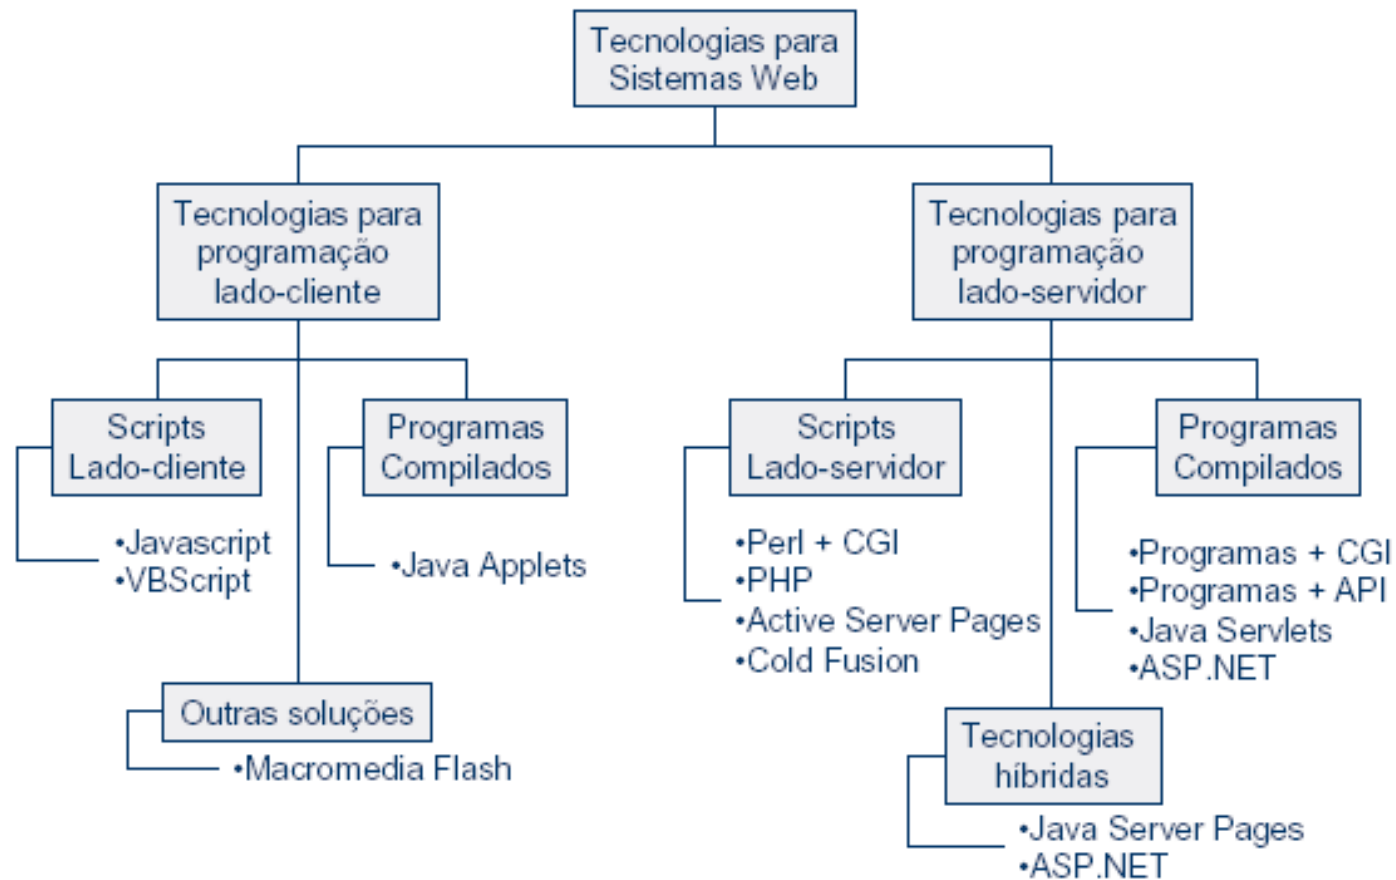 Tecnologias para
Sistemas Web
Tecnologias para
programação
lado-cliente
Tecnologias para
programação
lado-servidor
Scripts
Lado-cliente
•Javascript
•VBScript
Programas
Compilados
•Java Applets
Outras soluções
•Macromedia Flash
Scripts
Lado-servidor
•Perl + CGI
•PHP
•Active Server Pages
•Cold Fusion
Programas
Compilados
•Programas + CGI
•Programas + API
•Java Servlets
•ASP.NET
Tecnologias
híbridas
•Java Server Pages
•ASP.NET